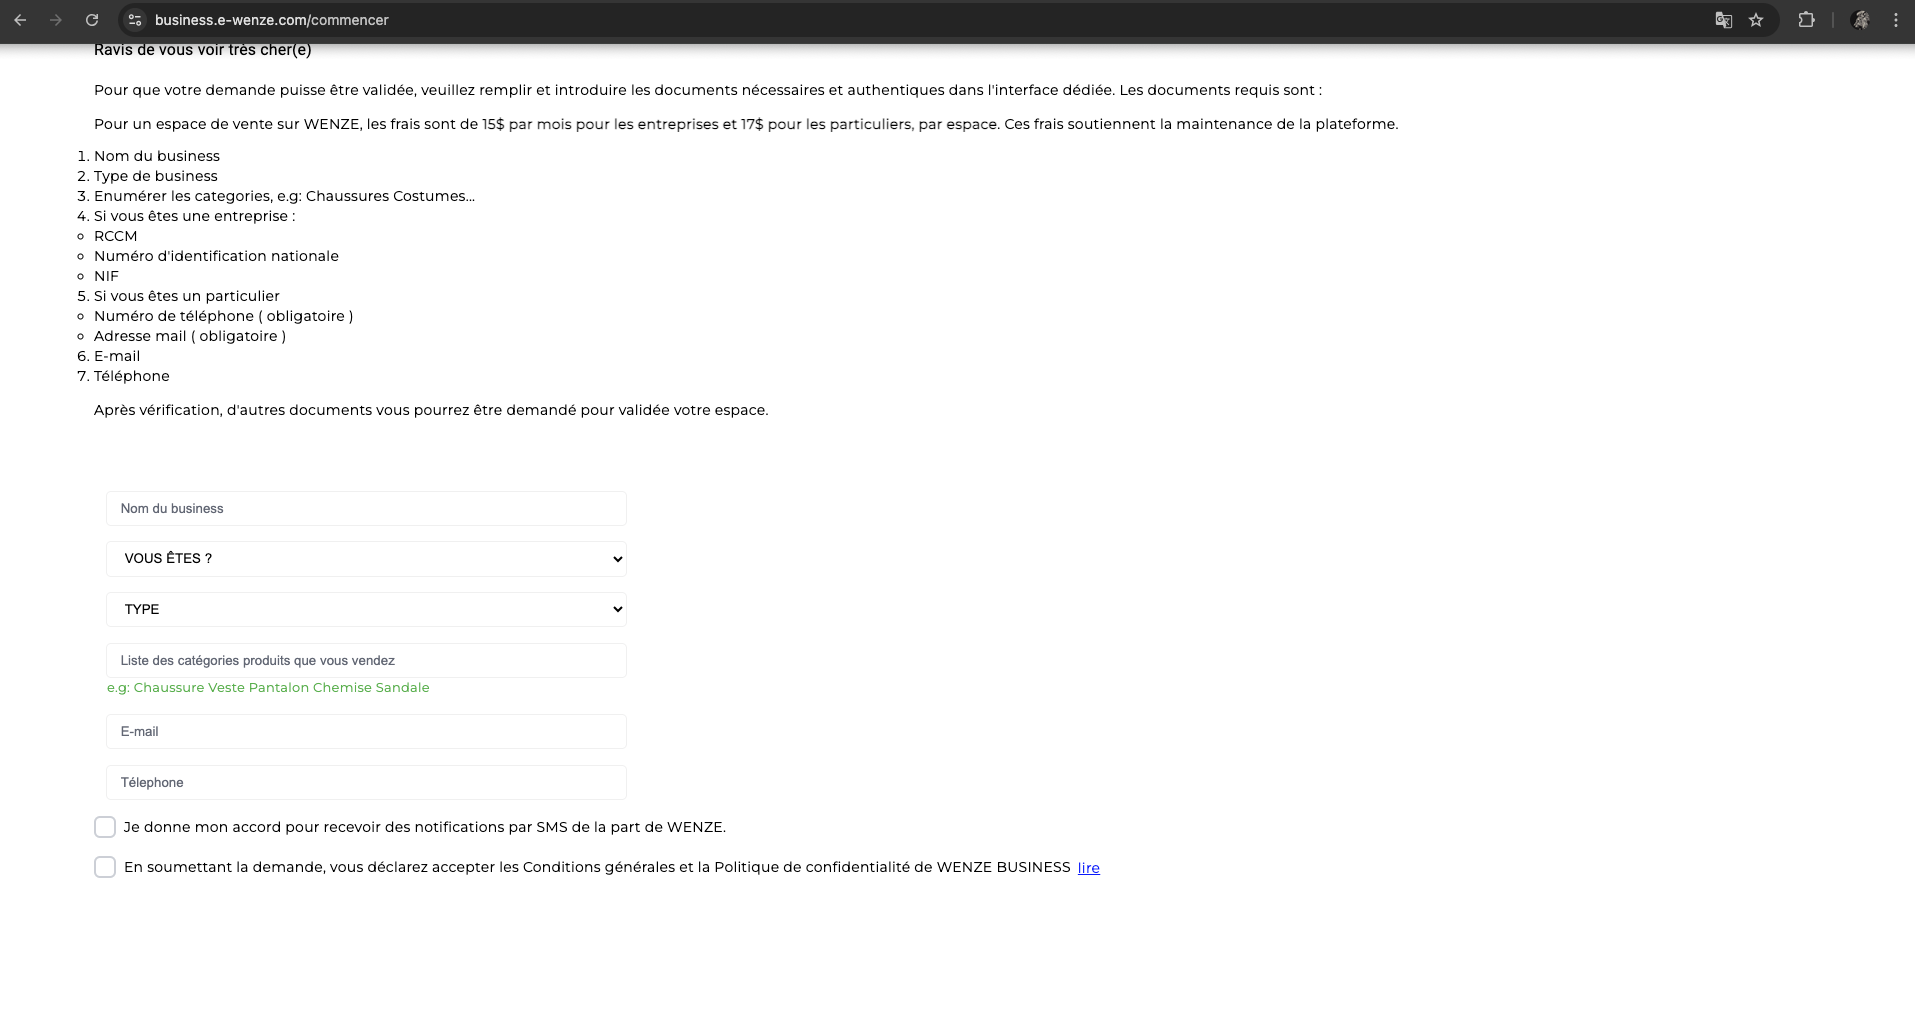 business.e-wenze.com/commencer
Ravis de vous voir très cher(e)
Pour que votre demande puisse être validée, veuillez remplir et introduire les documents nécessaires et authentiques dans l'interface dédiée. Les documents requis sont :
Pour un espace de vente sur WENZE, les frais sont de 15$ par mois pour les entreprises et 17$ pour les particuliers, par espace. Ces frais soutiennent la maintenance de la plateforme.
1. Nom du business
2. Type de business
3. Enumérer les categories, e.g: Chaussures Costumes...
4. Si vous êtes une entreprise :
RCCM
Numéro d'identification nationale
NIF
5. Si vous êtes un particulier
Numéro de téléphone ( obligatoire )
Adresse mail ( obligatoire )
6. E-mail
7. Téléphone
Après vérification, d'autres documents vous pourrez être demandé pour validée votre espace.
Nom du business
VOUS ÊTES ?
TYPE
Liste des catégories produits que vous vendez
e.g: Chaussure Veste Pantalon Chemise Sandale
E-mail
Télephone
Je donne mon accord pour recevoir des notifications par SMS de la part de WENZE.
En soumettant la demande, vous déclarez accepter les Conditions générales et la Politique de confidentialité de WENZE BUSINESS lire